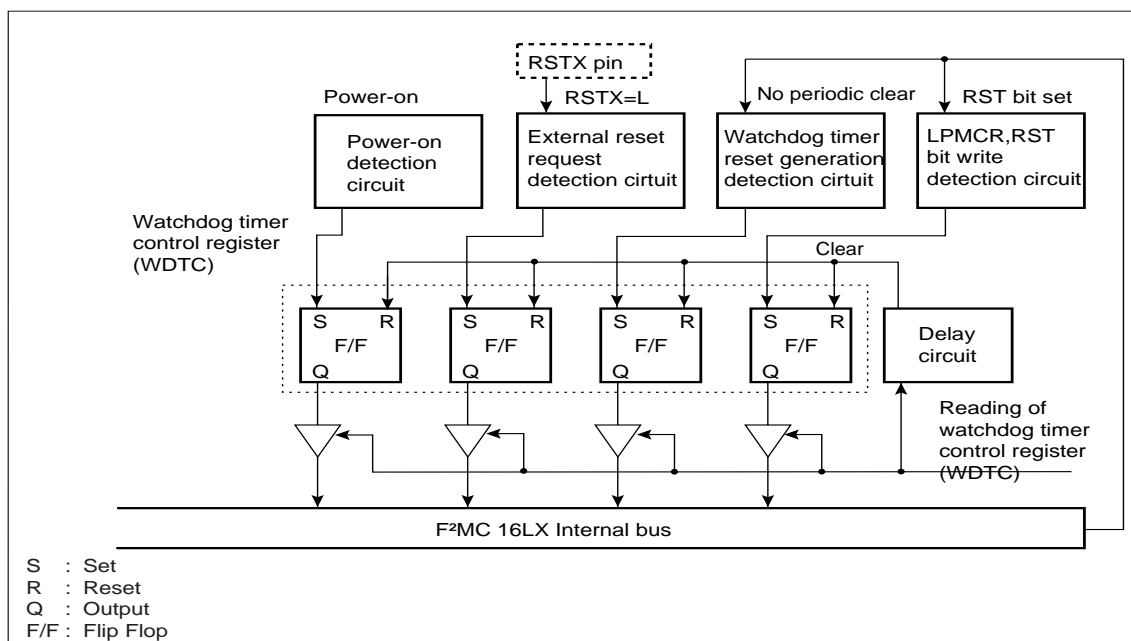 RSTX pin
Power-on
RSTX=L
No periodic clear
RST bit set
Power-on
detection
circuit
External reset
request
detection cirtuit
Watchdog timer
reset generation
detection cirtuit
LPMCR,RST
bit write
detection circuit
Watchdog timer
control register
(WDTC)
Clear
S R
F/F
Q
S R
F/F
Q
S R
F/F
Q
S R
F/F
Q
Delay
circuit
Reading of
watchdog timer
control register
(WDTC)
F²MC 16LX Internal bus
S : Set
R : Reset
Q : Output
F/F : Flip Flop